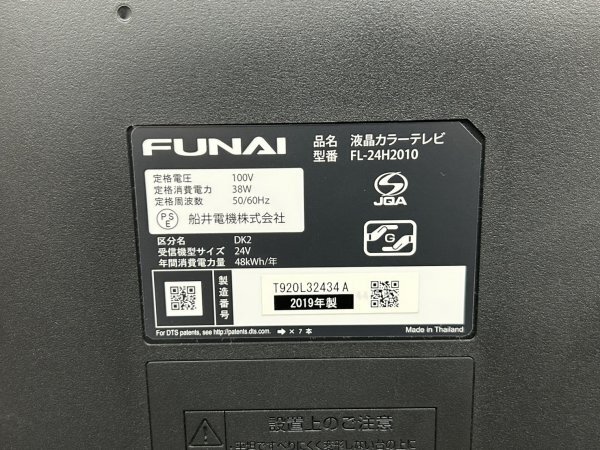 FUNAI
品名 液晶カラーテレビ
型番 FL-24H2010
定格電圧 100V
定格消費電力 38W
定格周波数 50/60Hz
PSE 船井電機株式会社
JQA
G
区分名 DK2
受信機型サイズ 24V
年間消費電力量 48kWh/年
製造番号
T920L32434 A
2019年製
For DTS patents, see http://patents.dts.com. ➔ × 7 本
Made in Thailand
設置上のご注意